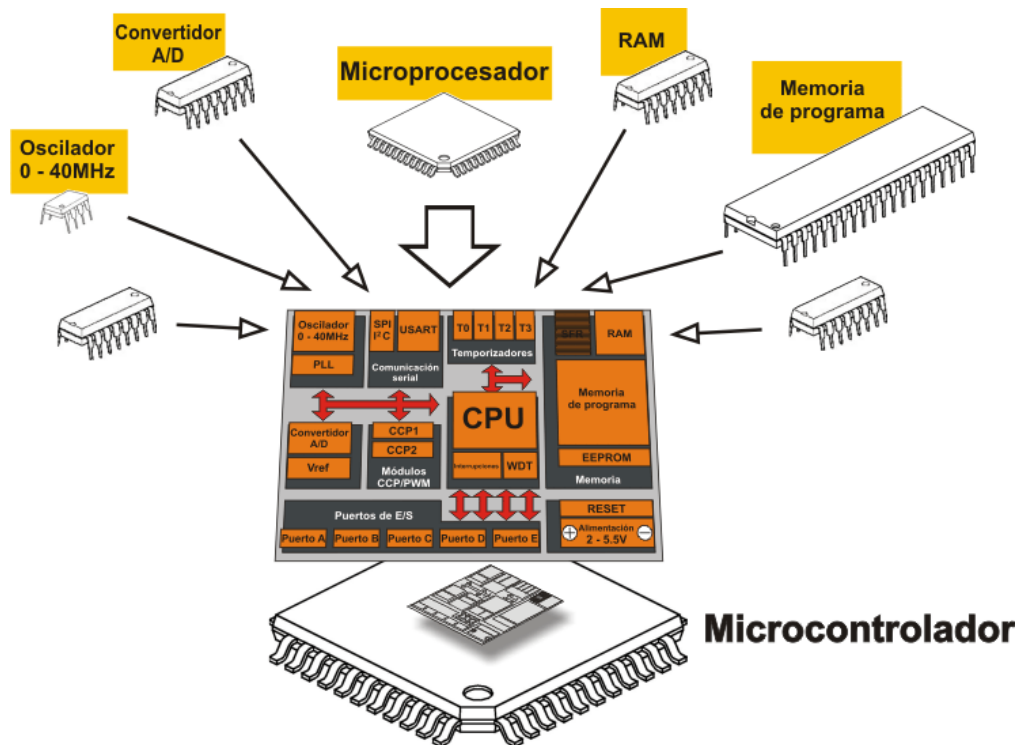 Convertidor
A/D
Microprocesador
RAM
Memoria
de programa
Oscilador
0 - 40MHz
Oscilador
0 - 40MHz
PLL
SPI
I²C
USART
Comunicación
serial
T0 T1 T2 T3
Temporizadores
SFR
RAM
Memoria
de programa
EEPROM
Memoria
Convertidor
A/D
Vref
CCP1
CCP2
Módulos
CCP/PWM
CPU
Interrupciones
WDT
Puertos de E/S
Puerto A Puerto B Puerto C Puerto D Puerto E
RESET
+ Alimentación -
2 - 5.5V
Microcontrolador